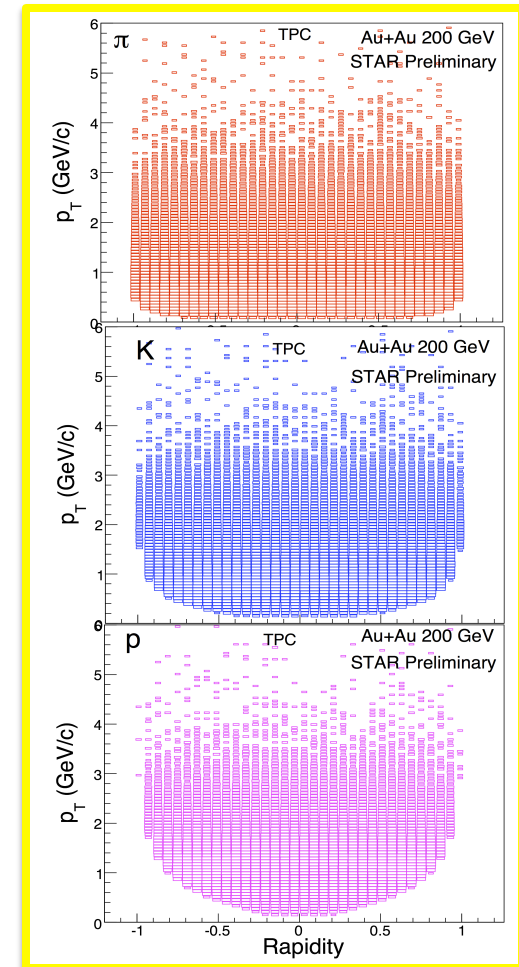 6
π
TPC
Au+Au 200 GeV
STAR Preliminary
5
4
3
2
1
0
p_T (GeV/c)
6
K
TPC
Au+Au 200 GeV
STAR Preliminary
5
4
3
2
1
p_T (GeV/c)
6
p
TPC
Au+Au 200 GeV
STAR Preliminary
5
4
3
2
1
0
p_T (GeV/c)
-1 -0.5 0 0.5 1
Rapidity